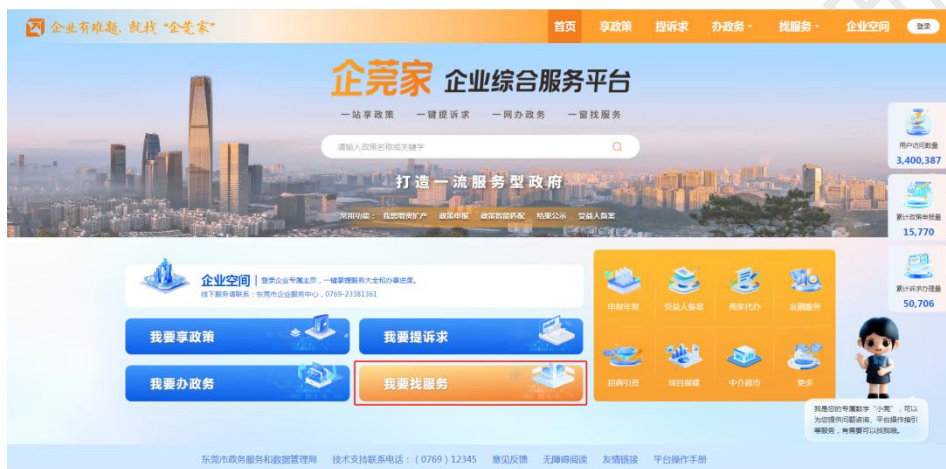 企业有难题，就找“企莞家”
首页 享政策 提诉求 办政务 找服务 企业空间 登录
企莞家 企业综合服务平台
一站享政策 一键提诉求 一网办政务 一窗找服务
请输入政策名称或关键字
打造一流服务型政府
常用功能： 我想增资扩产 政策申报 政策智能匹配 结果公示 受益人备案
用户访问数量
3,400,387
累计政策申报量
15,770
累计诉求办理量
50,706
企业空间 登录企业专属主页，一幅掌握服务大全和办事进度。
线下服务请联系：东莞市企业服务中心，0769-23381361
我要享政策 我要提诉求
我要办政务 我要找服务
申报年报 受益人备案 帮家代办 金融服务
招商引资 项目报建 中介超市 更多
我是您的专属数字“小莞”，可以
为您提供问题咨询、平台操作指引
等服务，有需要可以找我哦。
东莞市政务服务和数据管理局 技术支持联系电话：(0769) 12345 意见反馈 无障碍阅读 友情链接 平台操作手册